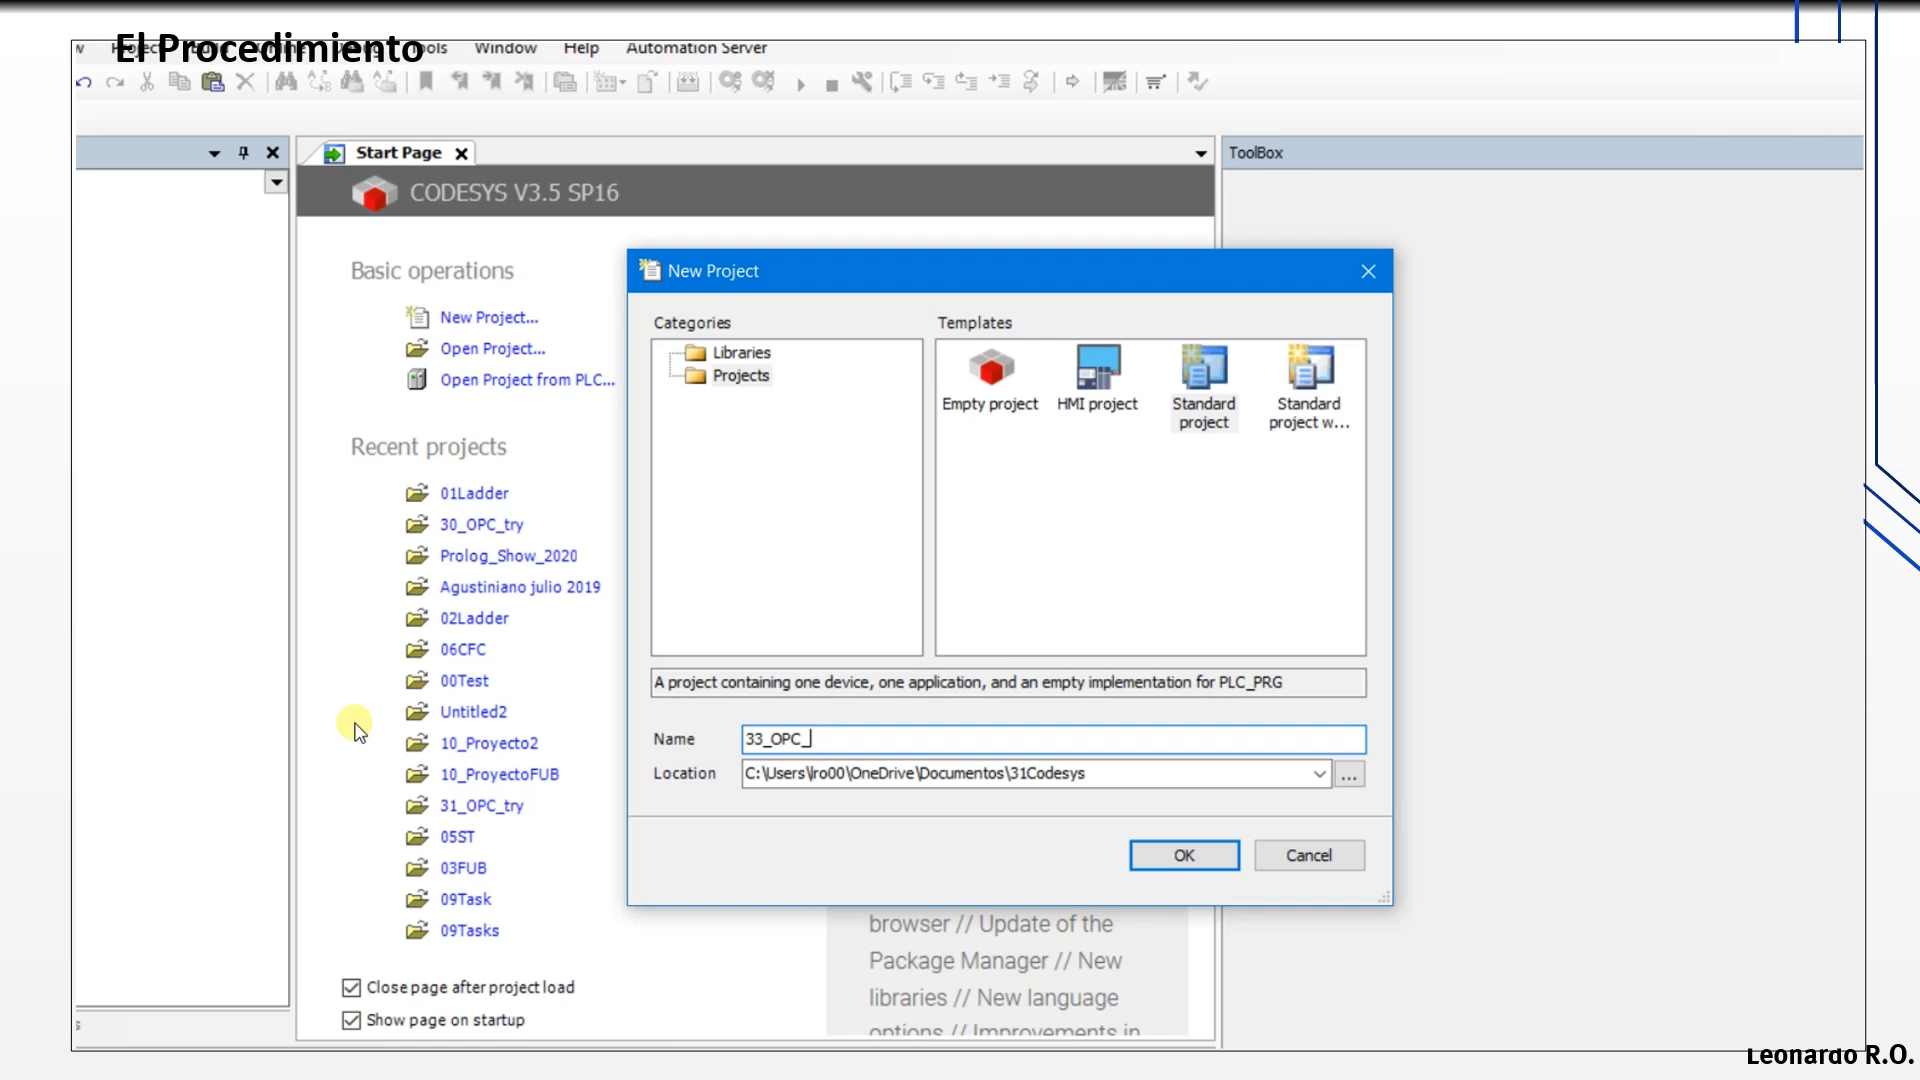 El Procedimiento
Tools Window Help Automation Server
Start Page
ToolBox
CODESYS V3.5 SP16
Basic operations
New Project...
Open Project...
Open Project from PLC...
Recent projects
01Ladder
30_OPC_try
Prolog_Show_2020
Agustiniano julio 2019
02Ladder
06CFC
00Test
Untitled2
10_Proyecto2
10_ProyectoFUB
31_OPC_try
05ST
03FUB
09Task
09Tasks
Close page after project load
Show page on startup
New Project
Categories
Libraries
Projects
Templates
Empty project
HMI project
Standard
project
Standard
project w...
A project containing one device, one application, and an empty implementation for PLC_PRG
Name
33_OPC_
Location
C:\Users\lro00\OneDrive\Documentos\31Codesys
...
OK
Cancel
browser // Update of the
Package Manager // New
libraries // New language
options // Improvements in
Leonardo R.O.